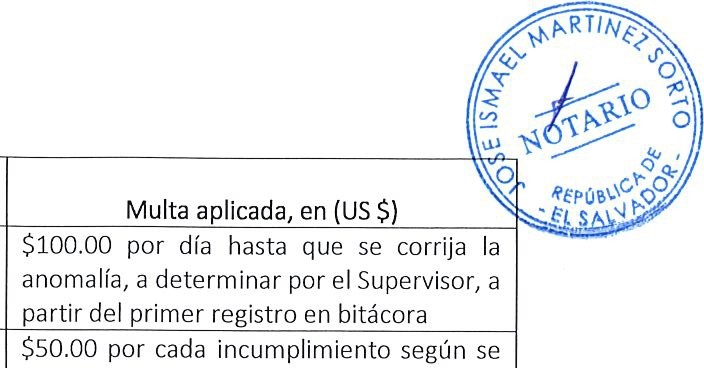 JOSE ISMAEL MARTINEZ SORTO
NOTARIO
REPÚBLICA DE
- EL SALVADOR -
Multa aplicada, en (US $)
$100.00 por día hasta que se corrija la
anomalía, a determinar por el Supervisor, a
partir del primer registro en bitácora
$50.00 por cada incumplimiento según se